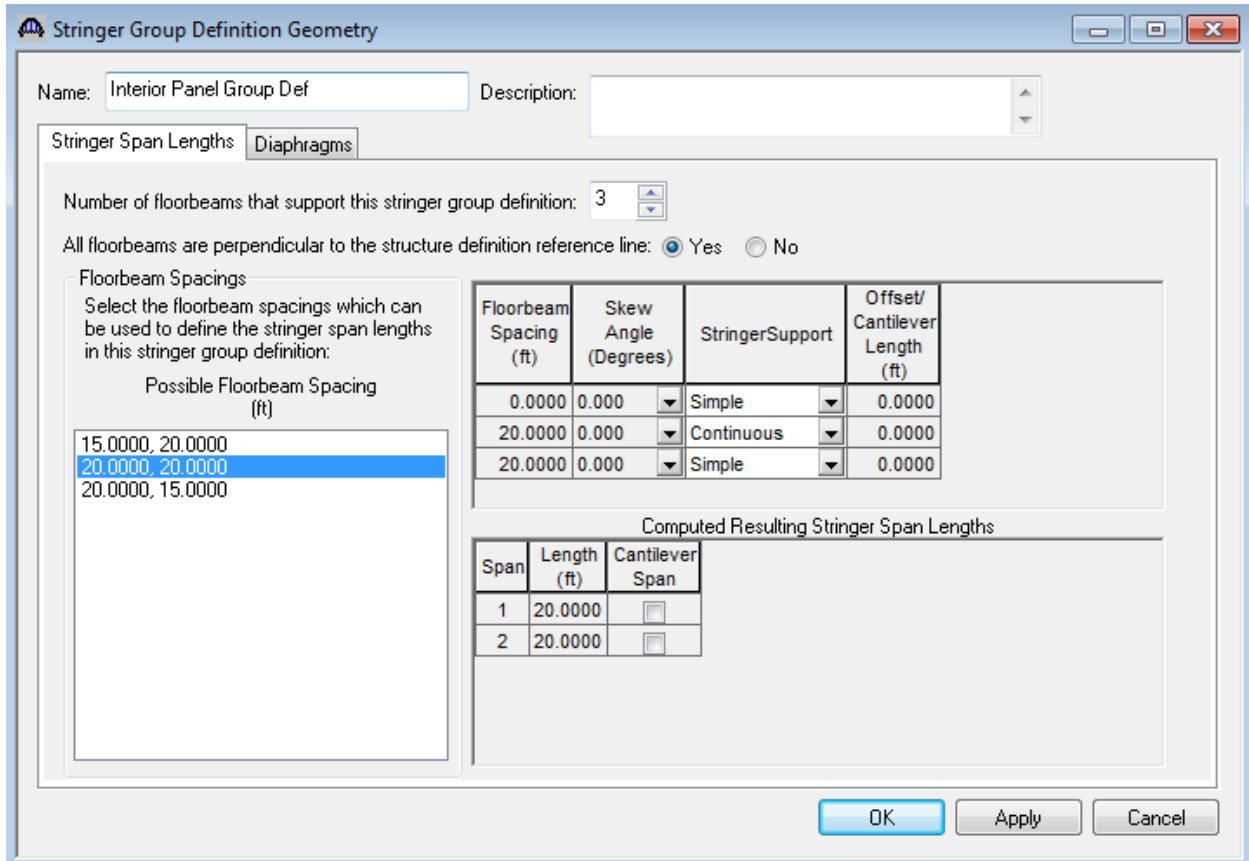 Stringer Group Definition Geometry
Name: Interior Panel Group Def Description:
Stringer Span Lengths Diaphragms
Number of floorbeams that support this stringer group definition: 3
All floorbeams are perpendicular to the structure definition reference line: Yes No
Floorbeam Spacings
Select the floorbeam spacings which can
be used to define the stringer span lengths
in this stringer group definition:
Possible Floorbeam Spacing
(ft)
15.0000, 20.0000
20.0000, 20.0000
20.0000, 15.0000
Floorbeam Spacing (ft) Skew Angle (Degrees) StringerSupport Offset/ Cantilever Length (ft)
0.0000 0.000 Simple 0.0000
20.0000 0.000 Continuous 0.0000
20.0000 0.000 Simple 0.0000
Computed Resulting Stringer Span Lengths
Span Length (ft) Cantilever Span
1 20.0000
2 20.0000
OK Apply Cancel